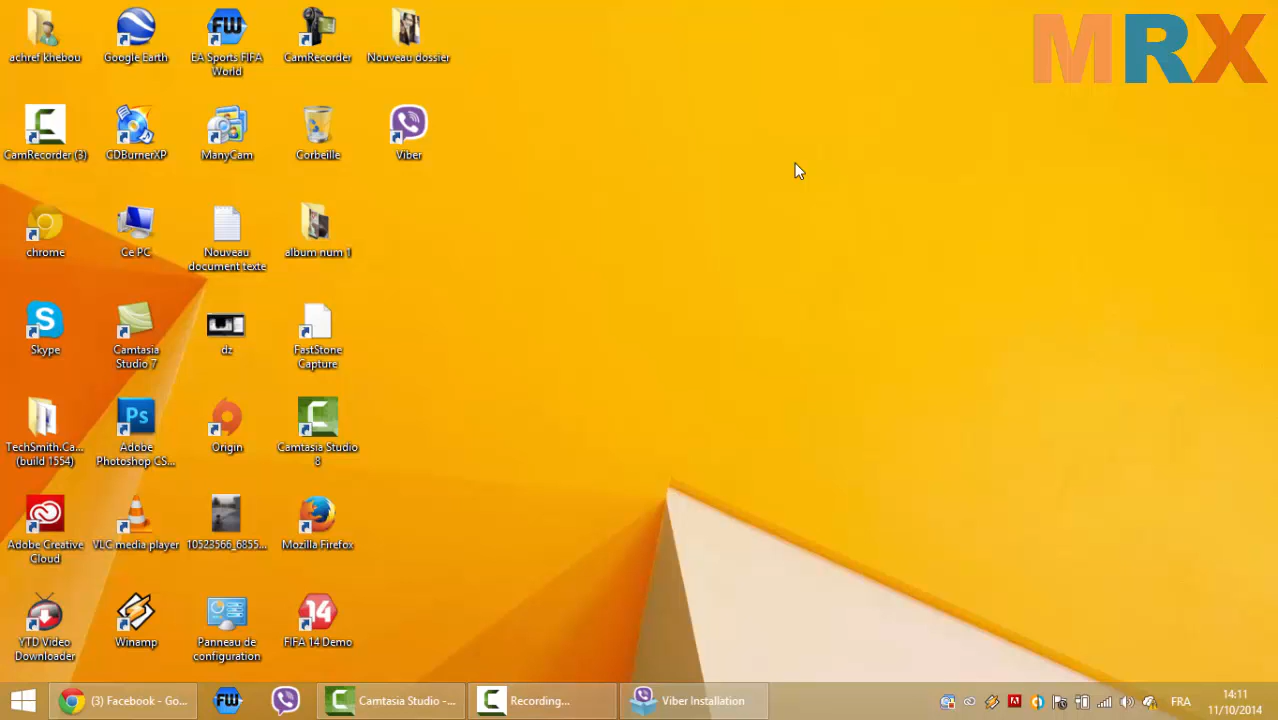 MRX
achref khebou
Google Earth
EA Sports FIFA
World
CamRecorder
Nouveau dossier
CamRecorder (3)
CDBurnerXP
ManyCam
Corbeille
Viber
chrome
Ce PC
Nouveau
document texte
album num 1
Skype
Camtasia
Studio 7
dz
FastStone
Capture
TechSmith.Ca...
(build 1554)
Adobe
Photoshop CS...
Origin
Camtasia Studio
8
Adobe Creative
Cloud
VLC media player
10523566_6855...
Mozilla Firefox
YTD Video
Downloader
Winamp
Panneau de
configuration
FIFA 14 Demo
(3) Facebook - Go...
Camtasia Studio -...
Recording...
Viber Installation
FRA
14:11
11/10/2014